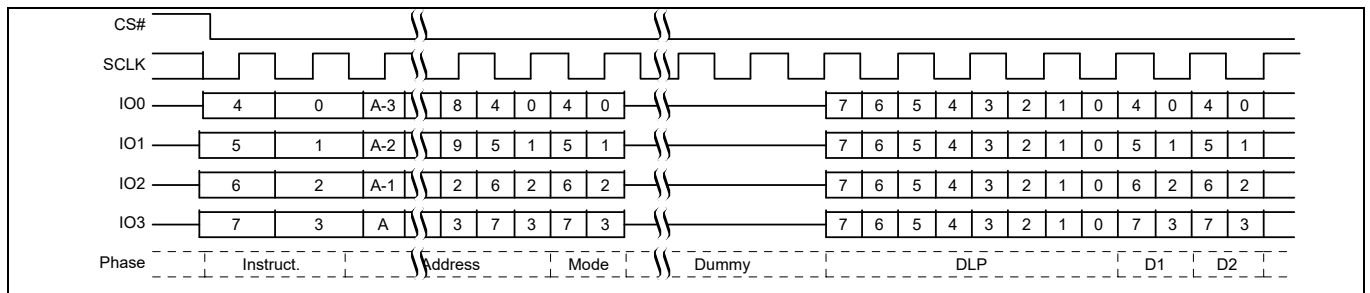 CS#
SCLK
IO0 4 0 A-3 8 4 0 4 0 7 6 5 4 3 2 1 0 4 0 4 0
IO1 5 1 A-2 9 5 1 5 1 7 6 5 4 3 2 1 0 5 1 5 1
IO2 6 2 A-1 2 6 2 6 2 7 6 5 4 3 2 1 0 6 2 6 2
IO3 7 3 A 3 7 3 7 3 7 6 5 4 3 2 1 0 7 3 7 3
Phase Instruct. Address Mode Dummy DLP D1 D2